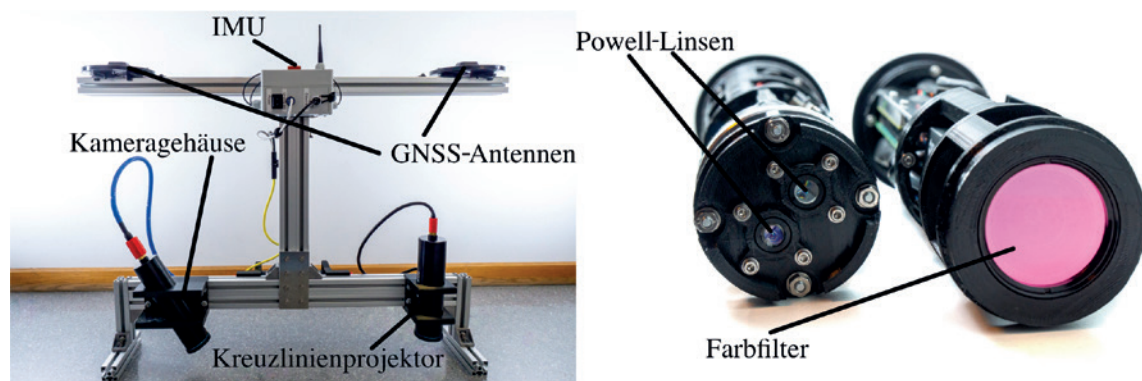 IMU
Powell-Linsen
Kameragehäuse
GNSS-Antennen
Kreuzlinienprojektor
Farbfilter